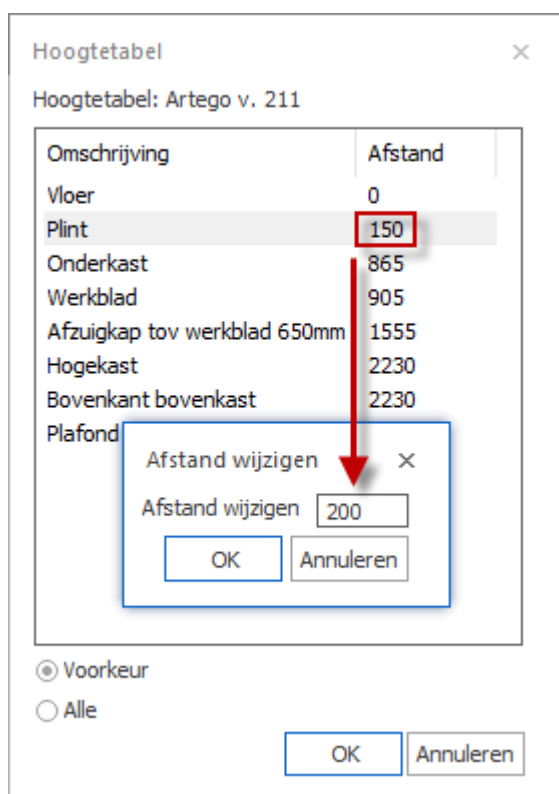 Hoogtetabel
Hoogtetabel: Artego v. 211
Omschrijving Afstand
Vloer 0
Plint 150
Onderkast 865
Werkblad 905
Afzuigkap tov werkblad 650mm 1555
Hogekast 2230
Bovenkant bovenkast 2230
Plafond
Afstand wijzigen
Afstand wijzigen 200
OK Annuleren
Voorkeur
Alle
OK Annuleren